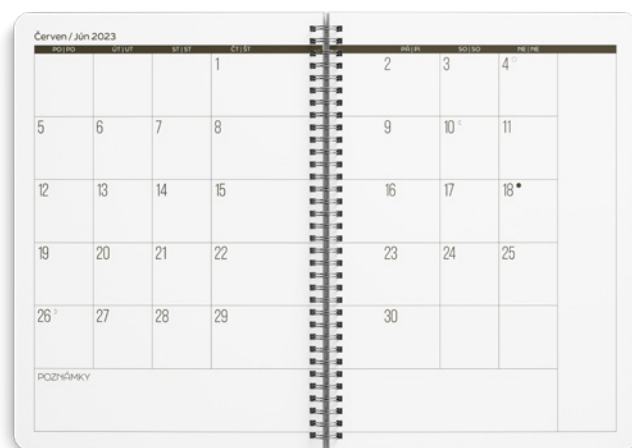 Červen / Jún 2023
PO | PO ÚT | UT ST | ST ČT | ŠT PÁ | PI SO | SO NE | NE
1 2 3 4
5 6 7 8 9 10 11
12 13 14 15 16 17 18
19 20 21 22 23 24 25
26 27 28 29 30
POZNÁMKY